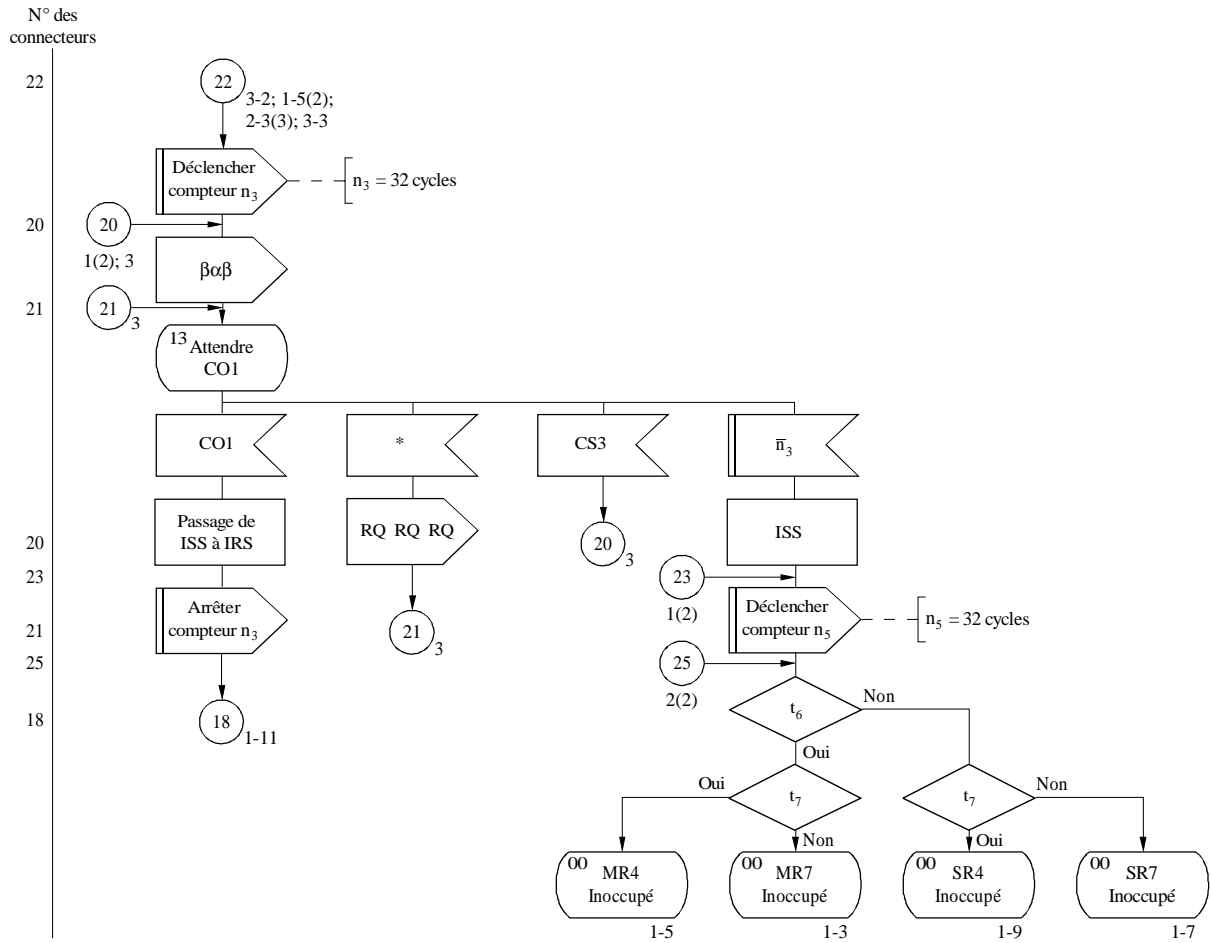 N° des
connecteurs
22
22
3-2; 1-5(2);
2-3(3); 3-3
Déclencher
compteur n₃
n₃ = 32 cycles
20
20
1(2); 3
βαβ
21
21
3
13 Attendre
CO1
CO1
*
CS3
n̅₃
Passage de
ISS à IRS
RQ RQ RQ
20
3
ISS
20
23
23
1(2)
Arrêter
compteur n₃
21
3
Déclencher
compteur n₅
n₅ = 32 cycles
21
25
25
2(2)
18
18
1-11
t₆
Non
Oui
Oui
t₇
Non
t₇
Non
Oui
00 MR4
Inoccupé
1-5
00 MR7
Inoccupé
1-3
00 SR4
Inoccupé
1-9
00 SR7
Inoccupé
1-7